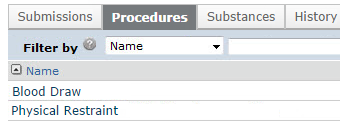 Submissions Procedures Substances History
Filter by ? Name
Name
Blood Draw
Physical Restraint